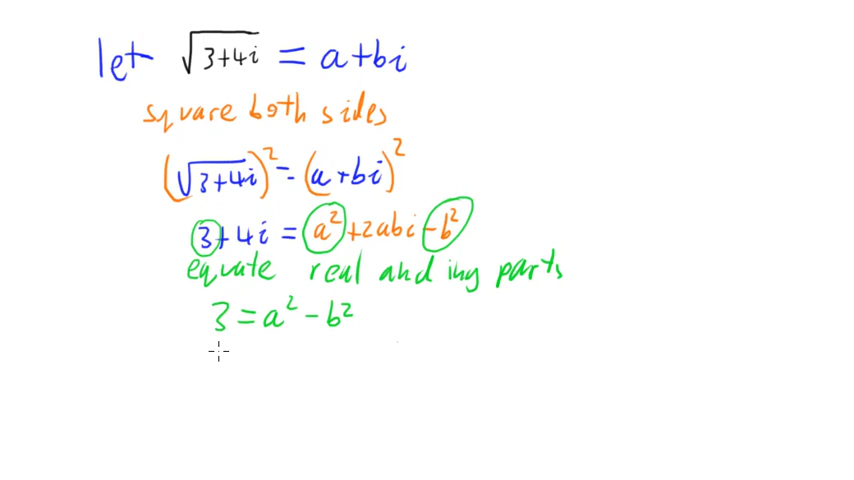 let √(3+4i) = a+bi
square both sides
(√(3+4i))² = (a+bi)²
3+4i = a²+2abi-b²
equate real and img parts
3 = a² - b²